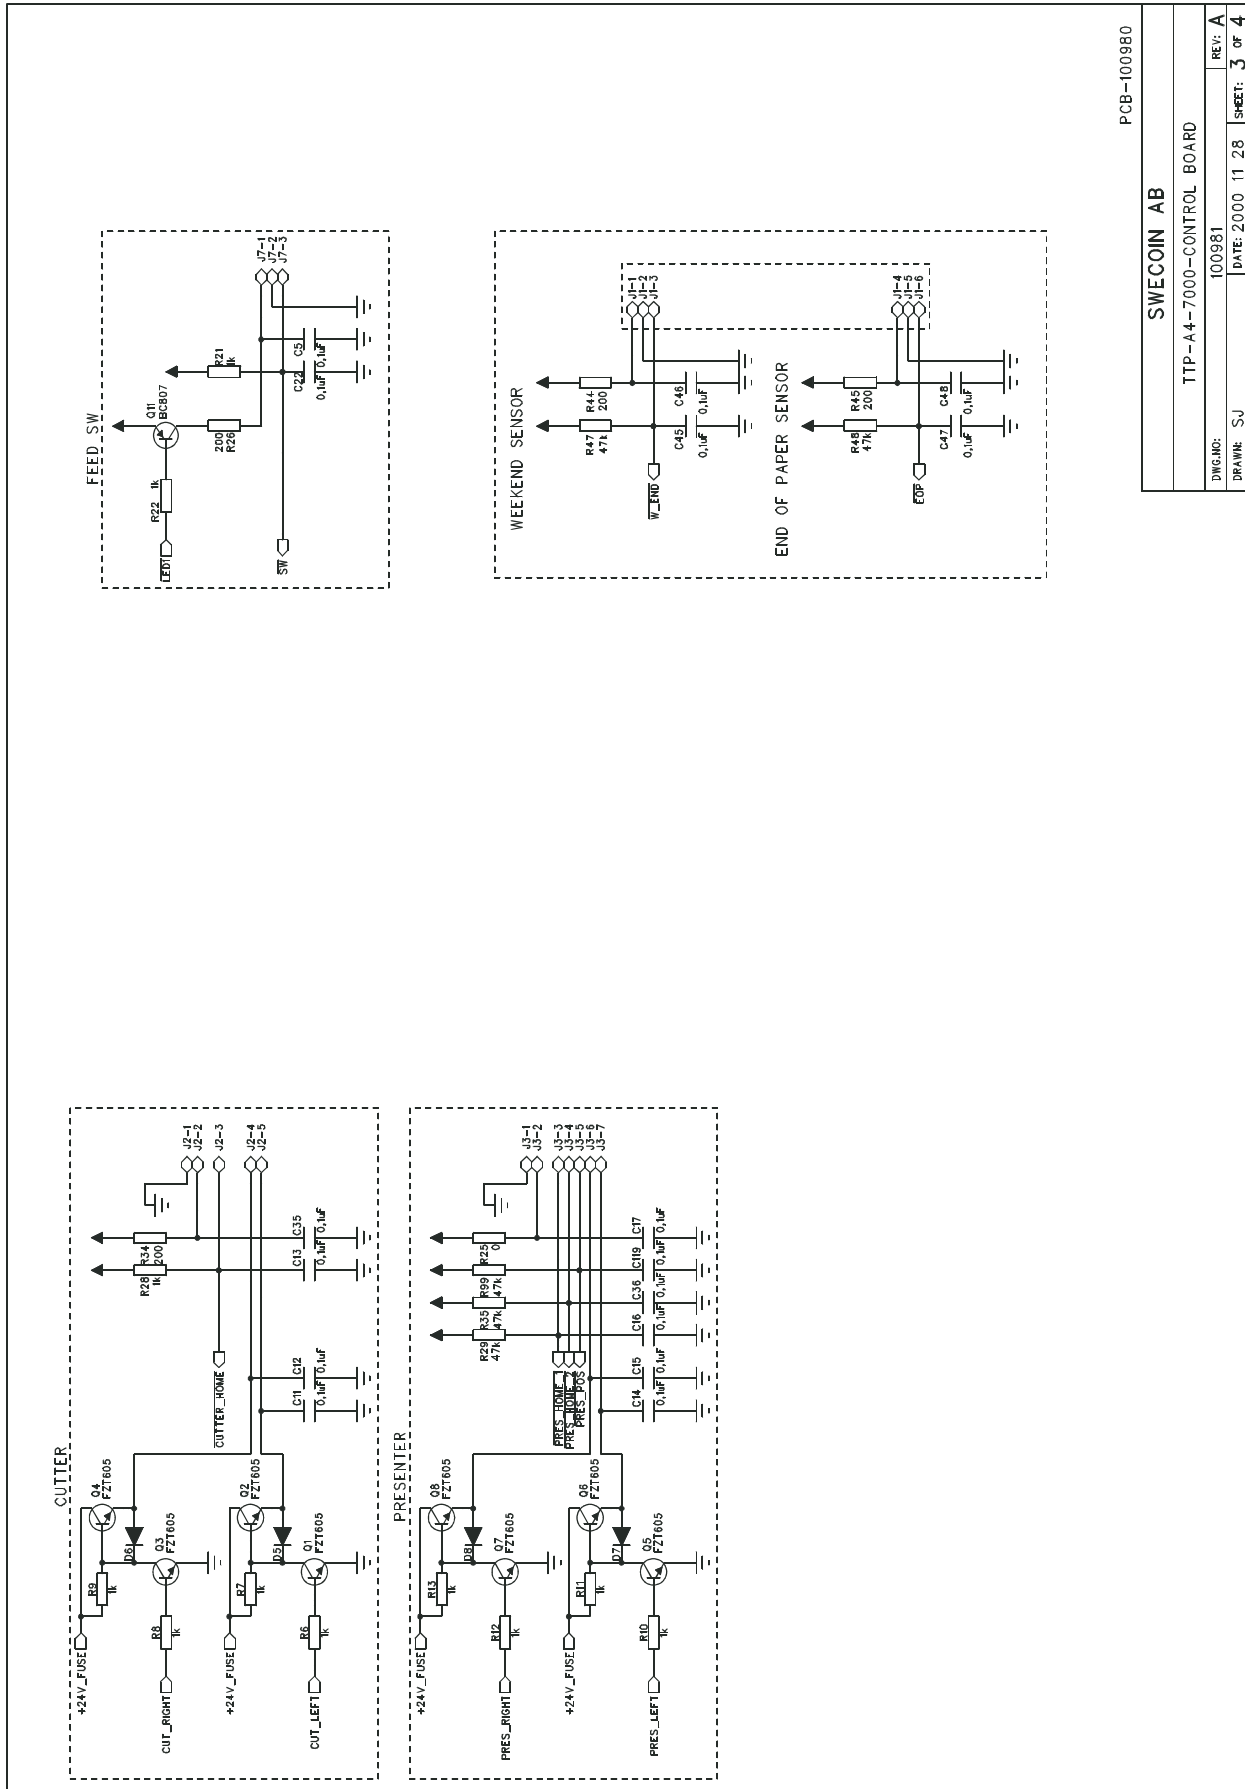 CUTTER
+24V_FUSE
R9
1k
Q4
FZT605
D6
Q3
FZT605
R8
1k
CUT_RIGHT
+24V_FUSE
R7
1k
Q2
FZT605
D5
Q1
FZT605
R6
1k
CUT_LEFT
CUTTER_HOME
R28
1k
R34
200
C11
0,1uF
C12
0,1uF
C13
0,1uF
C35
0,1uF
J2-1
J2-2
J2-3
J2-4
J2-5
PRESENTER
+24V_FUSE
R13
1k
Q8
FZT605
D8
Q7
FZT605
R12
1k
PRES_RIGHT
+24V_FUSE
R11
1k
Q6
FZT605
D7
Q5
FZT605
R10
1k
PRES_LEFT
PRES_HOME_1
PRES_HOME_2
PRES_POS
R29
47k
R35
47k
R99
47k
R25
0
C14
0,1uF
C15
0,1uF
C16
0,1uF
C36
0,1uF
C119
0,1uF
C17
0,1uF
J3-1
J3-2
J3-3
J3-4
J3-5
J3-6
J3-7
FEED SW
LED1
R22
1k
Q11
BC807
200
R26
R21
1k
SW
C22
0,1uF
C5
0,1uF
J7-1
J7-2
J7-3
WEEKEND SENSOR
R47
47k
R44
200
W_END
C45
0,1uF
C46
0,1uF
J1-1
J1-2
J1-3
END OF PAPER SENSOR
R48
47k
R45
200
EOP
C47
0,1uF
C48
0,1uF
J1-4
J1-5
J1-6
PCB-100980
SWECOIN AB
TTP-A4-7000-CONTROL BOARD
DWG.NO: 100981 REV: A
DRAWN: SJ DATE: 2000 11 28 SHEET: 3 OF 4